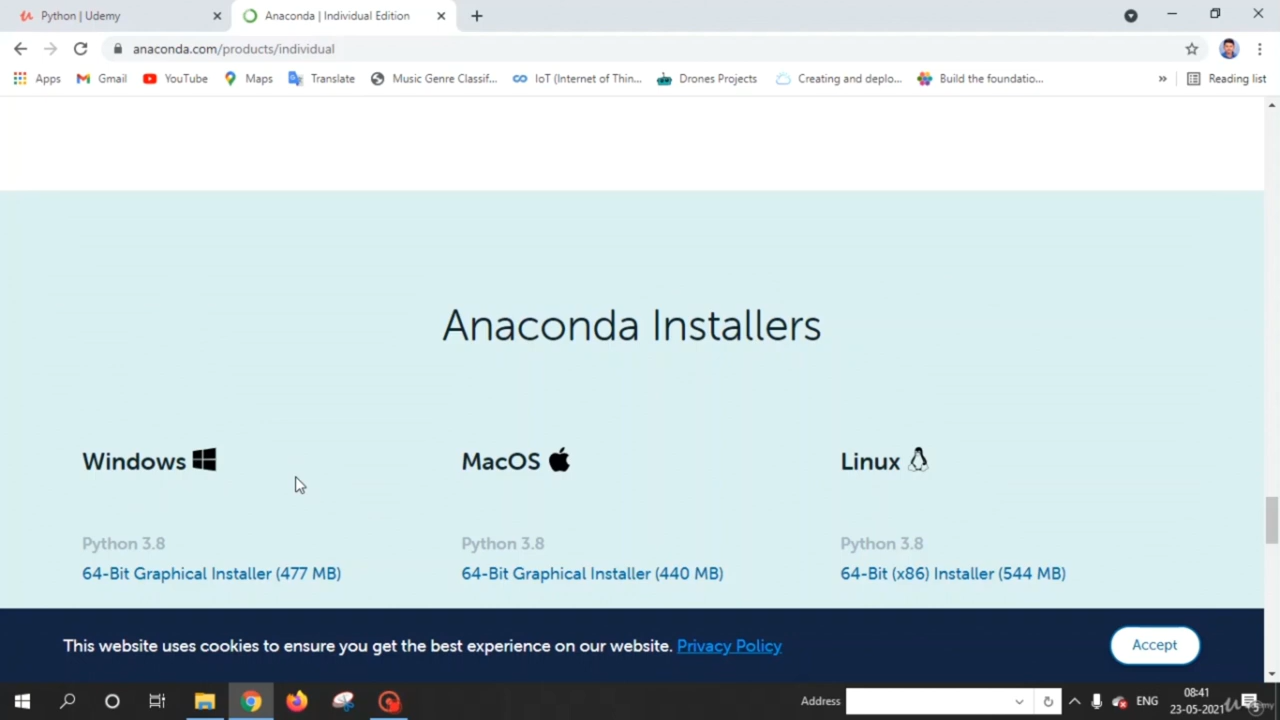 Python | Udemy
Anaconda | Individual Edition
anaconda.com/products/individual
Apps
Gmail
YouTube
Maps
Translate
Music Genre Classif...
IoT (Internet of Thin...
Drones Projects
Creating and deplo...
Build the foundatio...
»
Reading list
Anaconda Installers
Windows
MacOS
Linux
Python 3.8
Python 3.8
Python 3.8
64-Bit Graphical Installer (477 MB)
64-Bit Graphical Installer (440 MB)
64-Bit (x86) Installer (544 MB)
This website uses cookies to ensure you get the best experience on our website. Privacy Policy
Accept
Address
ENG
08:41
23-05-2021